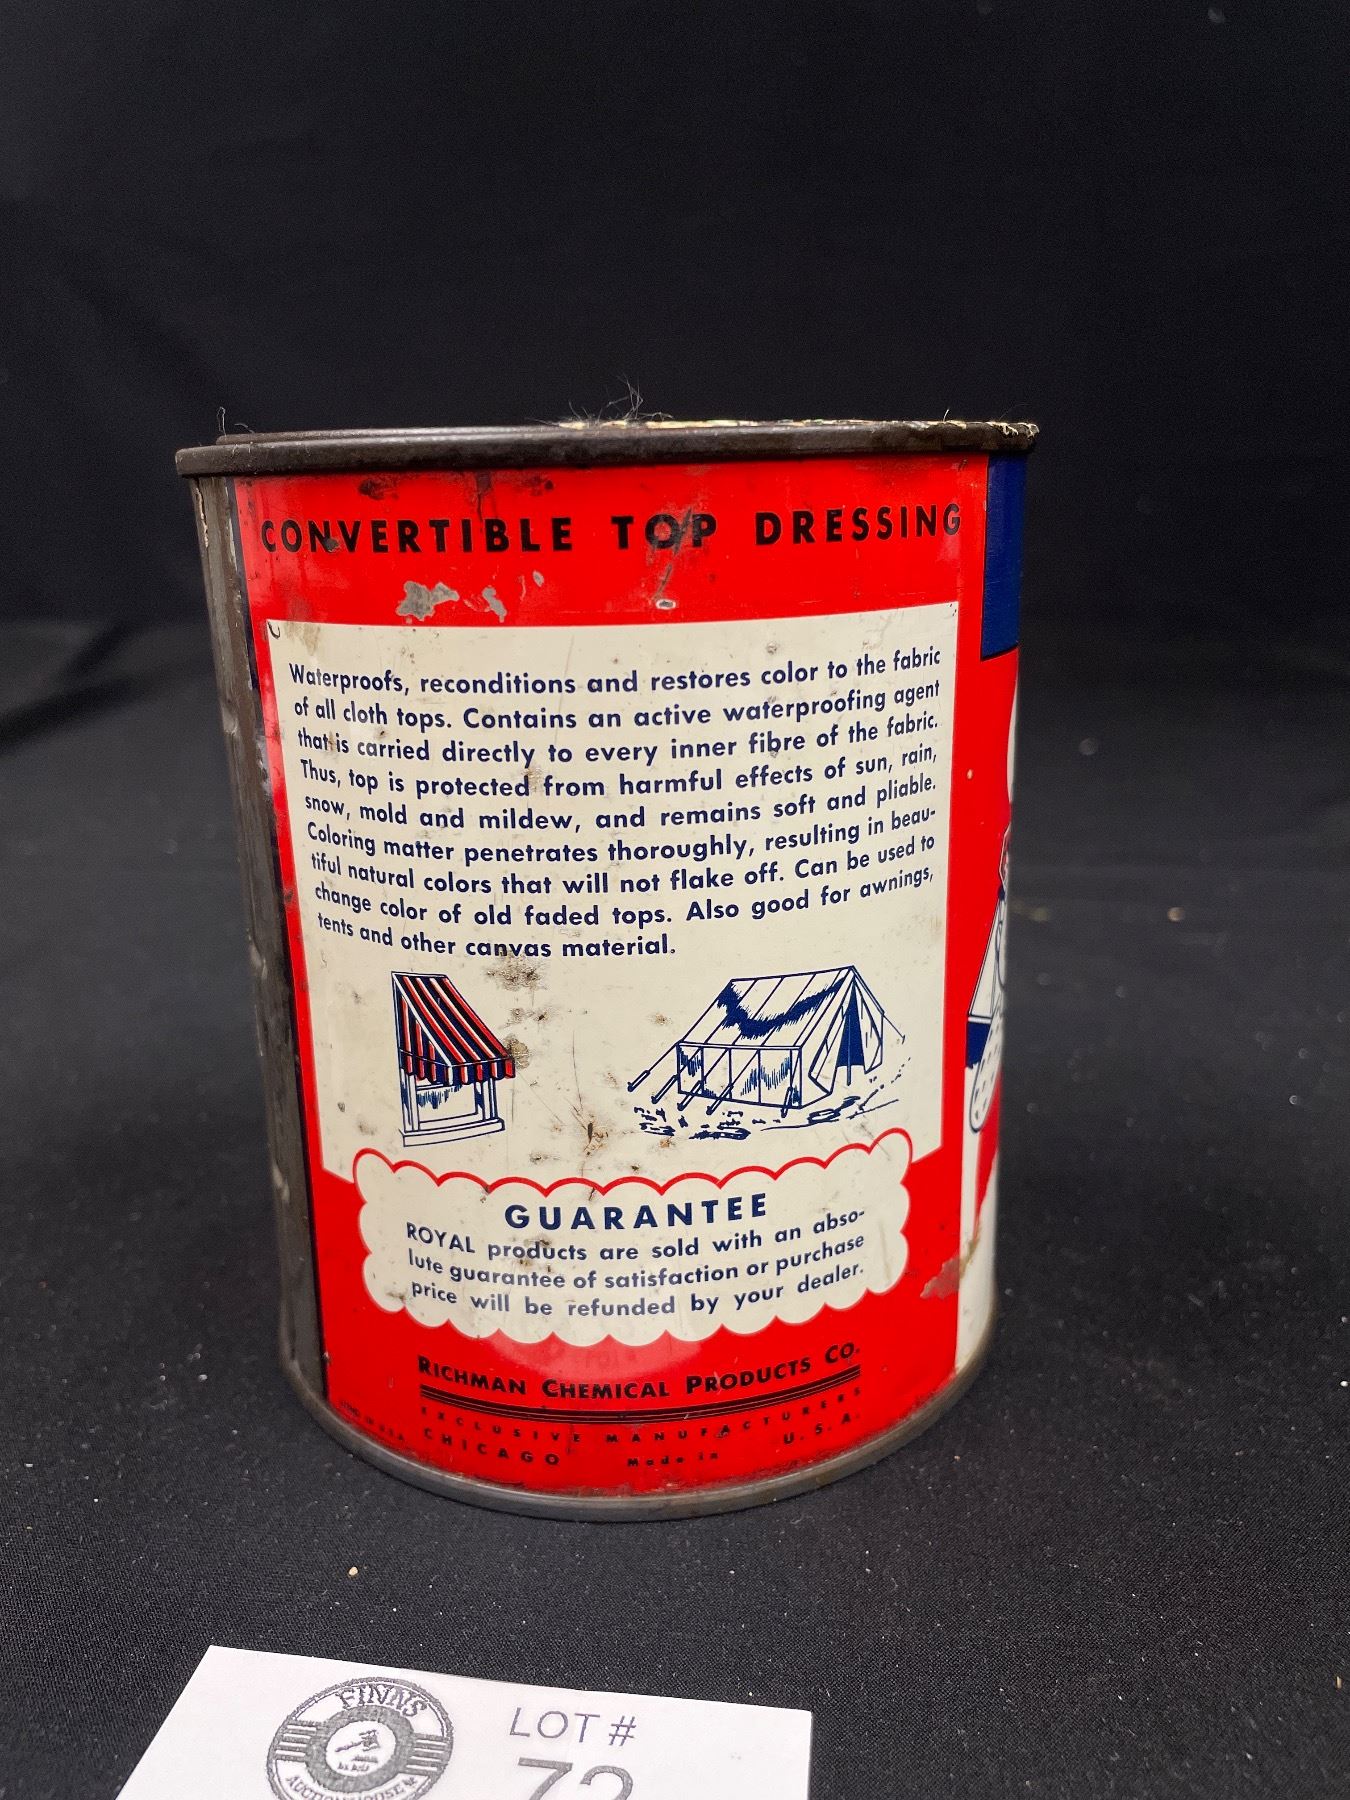 CONVERTIBLE TOP DRESSING
Waterproofs, reconditions and restores color to the fabric
of all cloth tops. Contains an active waterproofing agent
that is carried directly to every inner fibre of the fabric.
Thus, top is protected from harmful effects of sun, rain,
snow, mold and mildew, and remains soft and pliable.
Coloring matter penetrates thoroughly, resulting in beau-
tiful natural colors that will not flake off. Can be used to
change color of old faded tops. Also good for awnings,
tents and other canvas material.
GUARANTEE
ROYAL products are sold with an abso-
lute guarantee of satisfaction or purchase
price will be refunded by your dealer.
RICHMAN CHEMICAL PRODUCTS CO.
EXCLUSIVE MANUFACTURERS
CHICAGO Made in U.S.A.
FINNS
AUCTION HOUSE
LOT #
72